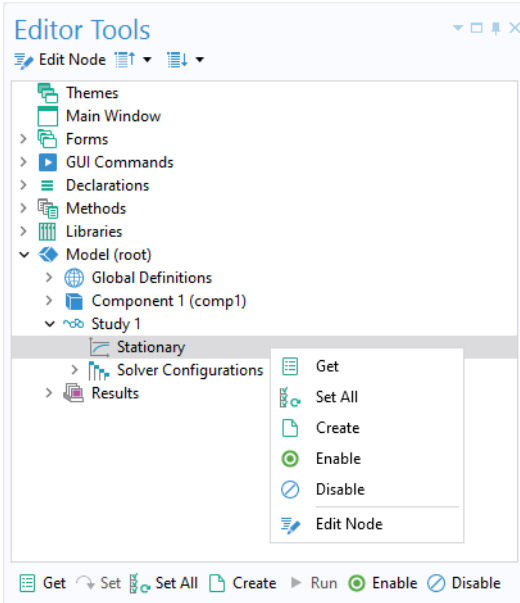 Editor Tools
Edit Node
Themes
Main Window
Forms
GUI Commands
Declarations
Methods
Libraries
Model (root)
Global Definitions
Component 1 (comp1)
Study 1
Stationary
Solver Configurations
Results
Get
Set All
Create
Enable
Disable
Edit Node
Get Set Set All Create Run Enable Disable